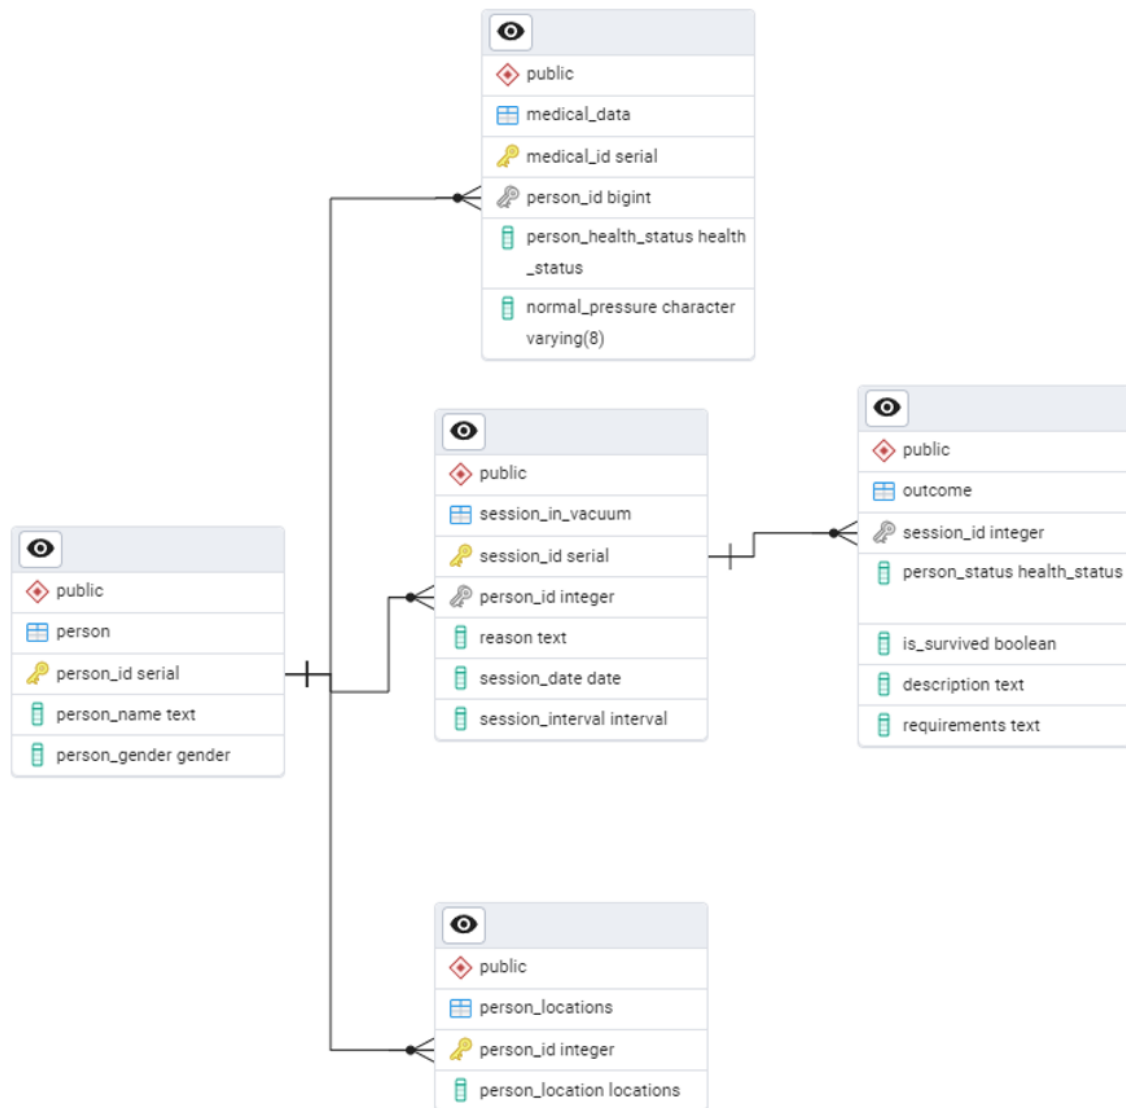 public
medical_data
medical_id serial
person_id bigint
person_health_status health
_status
normal_pressure character
varying(8)
public
session_in_vacuum
session_id serial
person_id integer
reason text
session_date date
session_interval interval
public
outcome
session_id integer
person_status health_status
is_survived boolean
description text
requirements text
public
person
person_id serial
person_name text
person_gender gender
public
person_locations
person_id integer
person_location locations